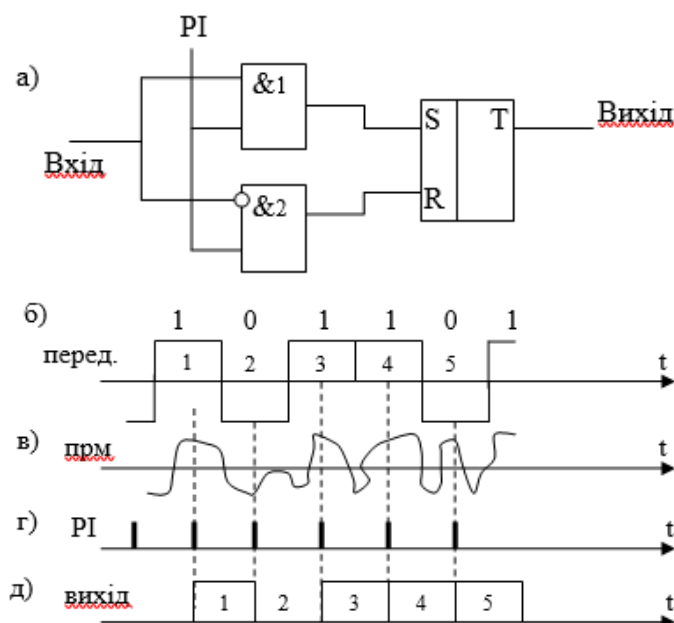 PI
а)
&1
S T Вихід
Вхід
&2
R
б) 1 0 1 1 0 1
перед. 1 2 3 4 5 t
в) прм t
г) PI t
д) вихід 1 2 3 4 5 t